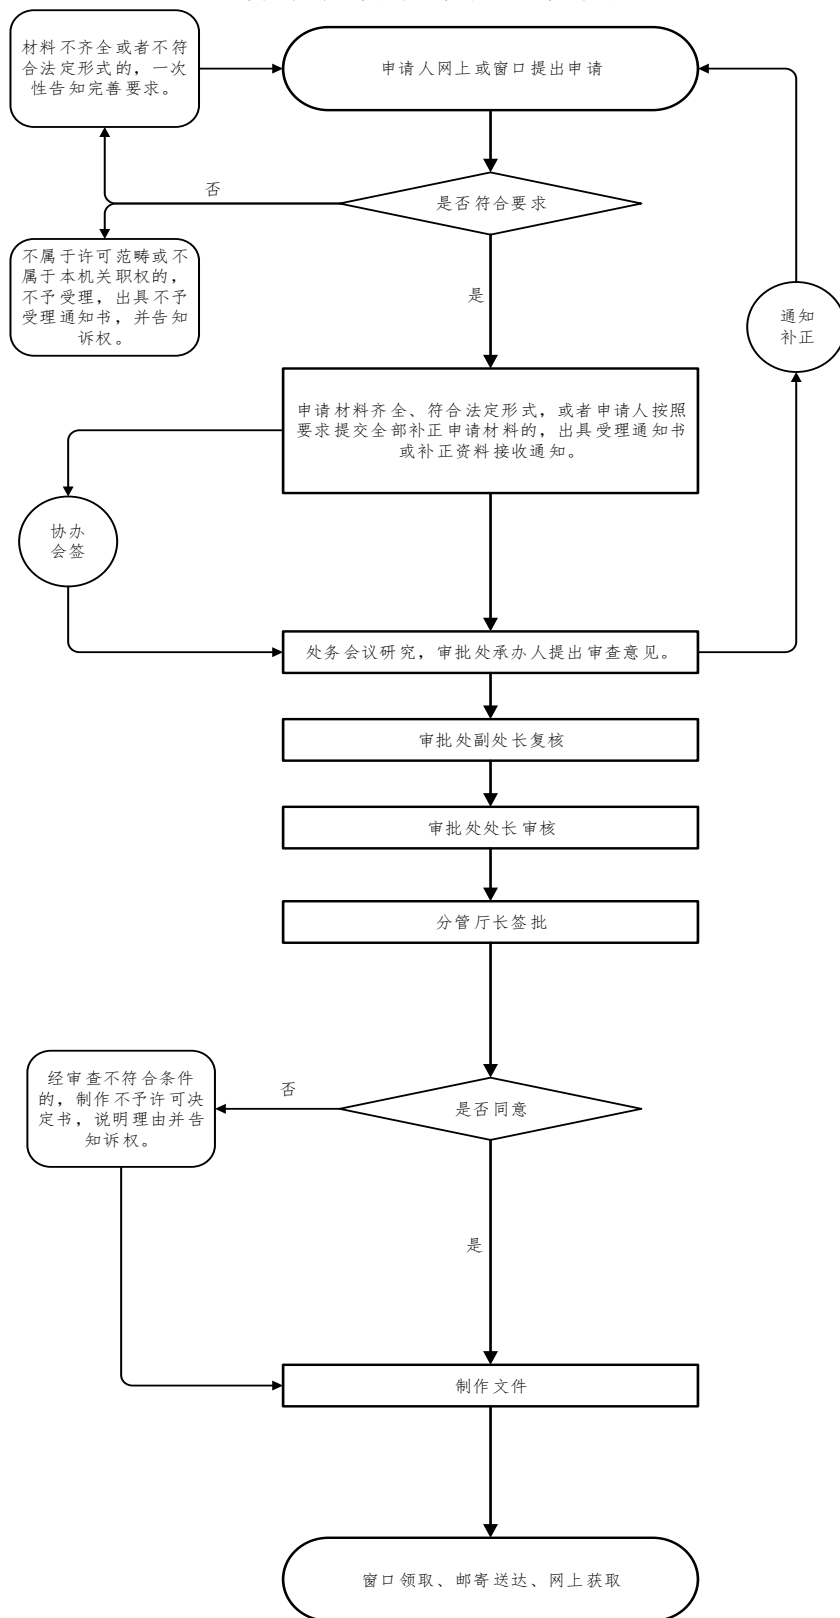 材料不齐全或者不符
合法定形式的，一次
性告知完善要求。
申请人网上或窗口提出申请
否
是否符合要求
不属于许可范畴或不
属于本机关职权的，
不予受理，出具不予
受理通知书，并告知
诉权。
是
通知
补正
申请材料齐全、符合法定形式，或者申请人按照
要求提交全部补正申请材料的，出具受理通知书
或补正资料接收通知。
协办
会签
处务会议研究，审批处承办人提出审查意见。
审批处副处长复核
审批处处长审核
分管厅长签批
经审查不符合条件
的，制作不予许可决
定书，说明理由并告
知诉权。
否
是否同意
是
制作文件
窗口领取、邮寄送达、网上获取